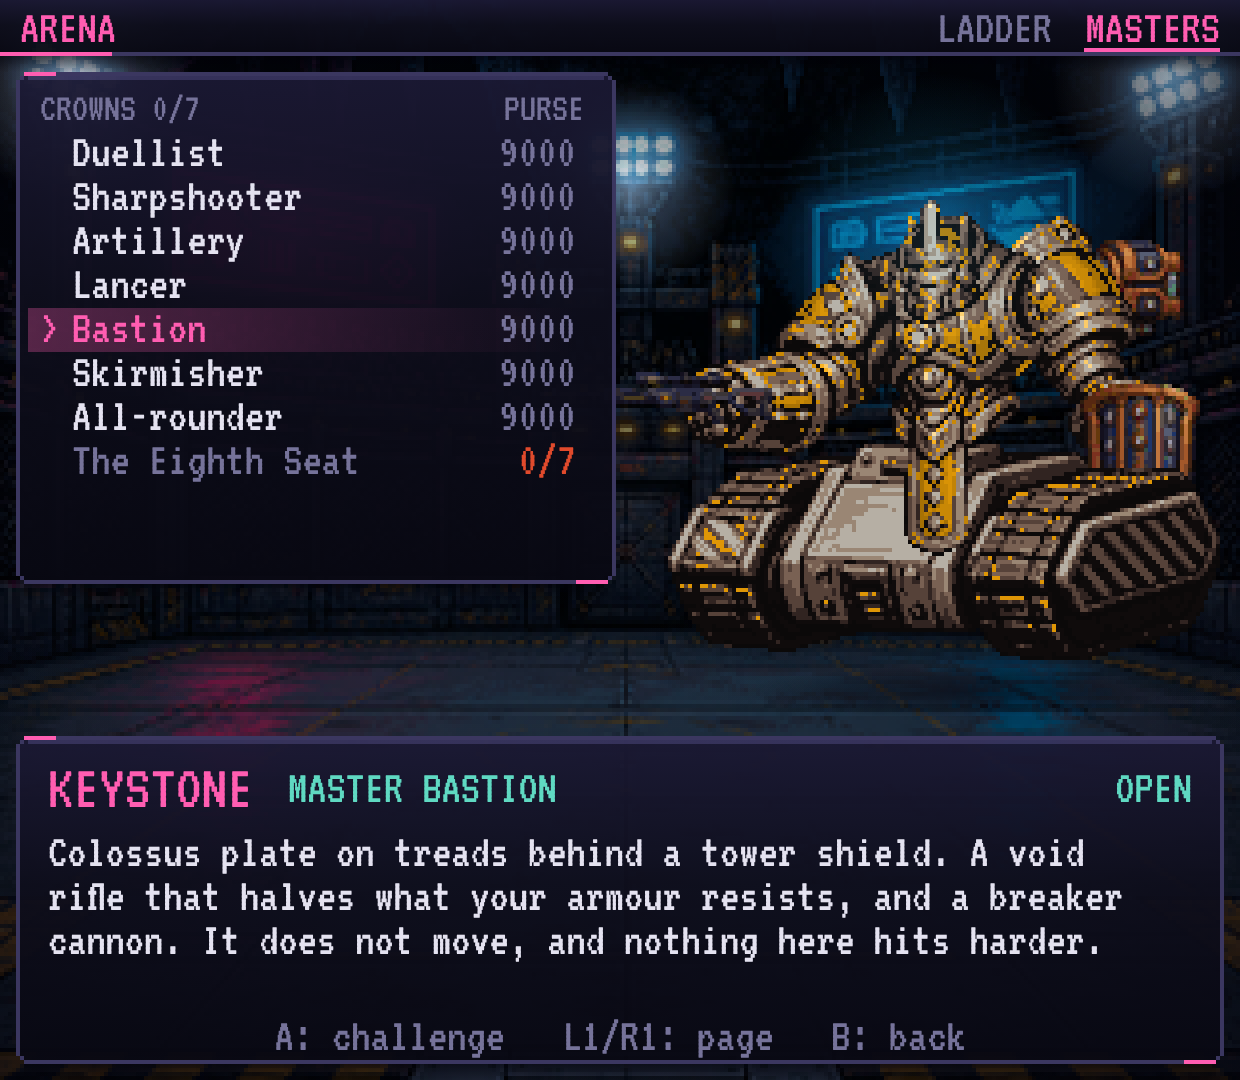 ARENA LADDER MASTERS
CROWNS 0/7 PURSE
Duellist 9000
Sharpshooter 9000
Artillery 9000
Lancer 9000
> Bastion 9000
Skirmisher 9000
All-rounder 9000
The Eighth Seat 0/7
KEYSTONE MASTER BASTION OPEN
Colossus plate on treads behind a tower shield. A void
rifle that halves what your armour resists, and a breaker
cannon. It does not move, and nothing here hits harder.
A: challenge L1/R1: page B: back